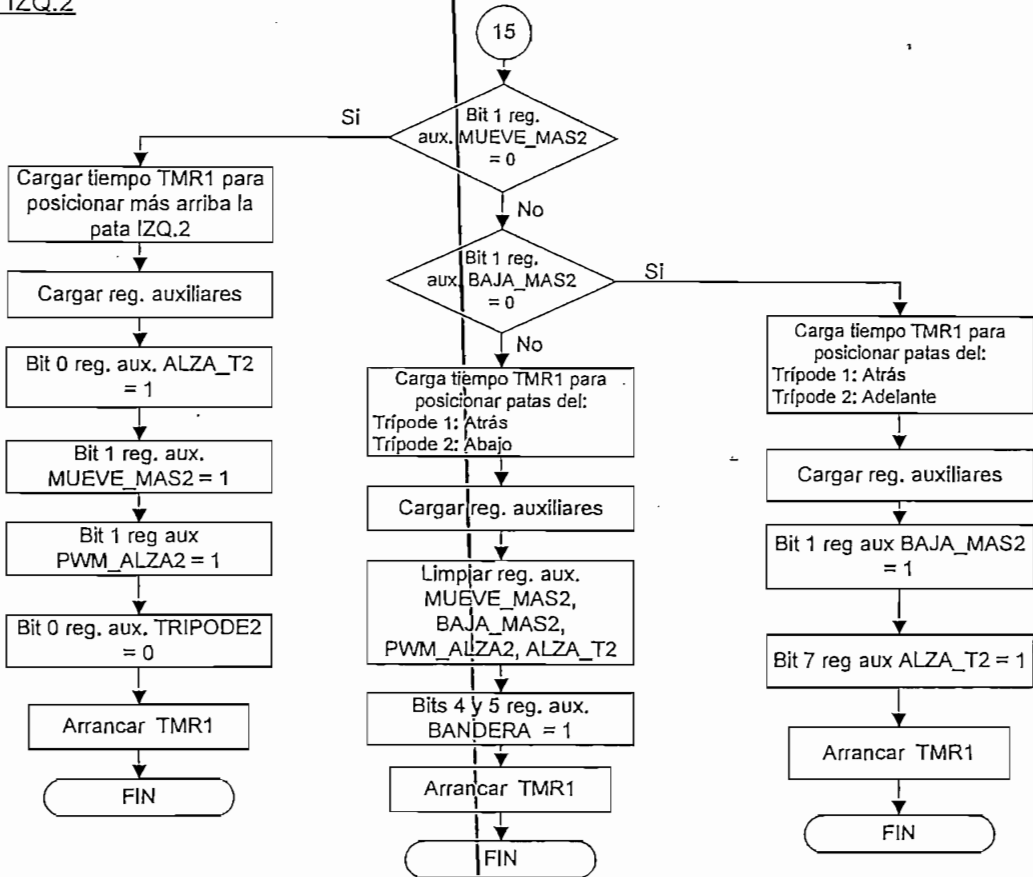 IZQ.2
15
Bit 1 reg.
aux. MUEVE_MAS2
= 0
Si
No
Cargar tiempo TMR1 para
posicionar más arriba la
pata IZQ.2
Cargar reg. auxiliares
Bit 0 reg. aux. ALZA_T2
= 1
Bit 1 reg. aux.
MUEVE_MAS2 = 1
Bit 1 reg aux
PWM_ALZA2 = 1
Bit 0 reg. aux. TRIPODE2
= 0
Arrancar TMR1
FIN
Bit 1 reg.
aux. BAJA_MAS2
= 0
Si
No
Carga tiempo TMR1 para
posicionar patas del:
Trípode 1: Atrás
Trípode 2: Abajo
Cargar reg. auxiliares
Limpiar reg. aux.
MUEVE_MAS2,
BAJA_MAS2,
PWM_ALZA2, ALZA_T2
Bits 4 y 5 reg. aux.
BANDERA = 1
Arrancar TMR1
FIN
Carga tiempo TMR1 para
posicionar patas del:
Trípode 1: Atrás
Trípode 2: Adelante
Cargar reg. auxiliares
Bit 1 reg aux BAJA_MAS2
= 1
Bit 7 reg aux ALZA_T2 = 1
Arrancar TMR1
FIN